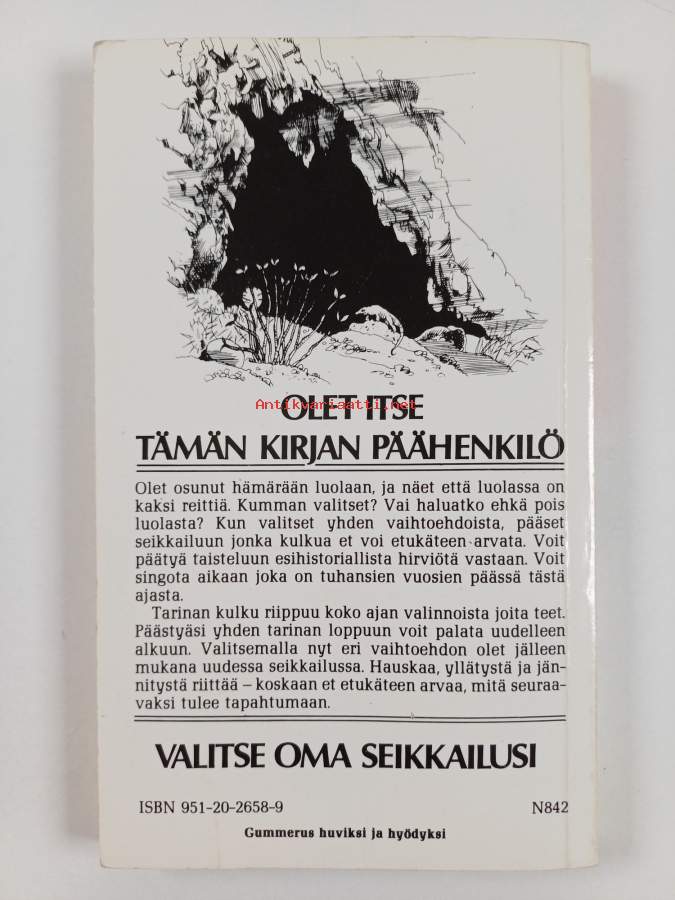 OLET ITSE
Antikvariaatti.net
TÄMÄN KIRJAN PÄÄHENKILÖ
Olet osunut hämärään luolaan, ja näet että luolassa on
kaksi reittiä. Kumman valitset? Vai haluatko ehkä pois
luolasta? Kun valitset yhden vaihtoehdoista, pääset
seikkailuun jonka kulkua et voi etukäteen arvata. Voit
päätyä taisteluun esihistoriallista hirviötä vastaan. Voit
singota aikaan joka on tuhansien vuosien päässä tästä
ajasta.
Tarinan kulku riippuu koko ajan valinnoista joita teet.
Päästyäsi yhden tarinan loppuun voit palata uudelleen
alkuun. Valitsemalla nyt eri vaihtoehdon olet jälleen
mukana uudessa seikkailussa. Hauskaa, yllätystä ja jän-
nitystä riittää – koskaan et etukäteen arvaa, mitä seuraa-
vaksi tulee tapahtumaan.
VALITSE OMA SEIKKAILUSI
ISBN 951-20-2658-9 N842
Gummerus huviksi ja hyödyksi